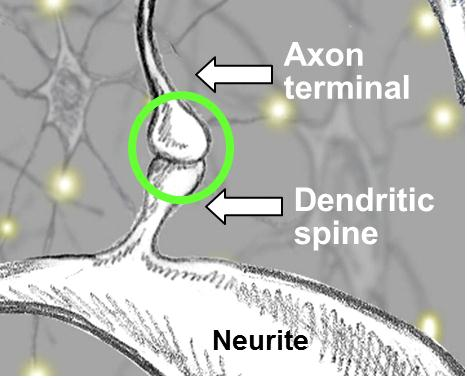 Axon
terminal
Dendritic
spine
Neurite